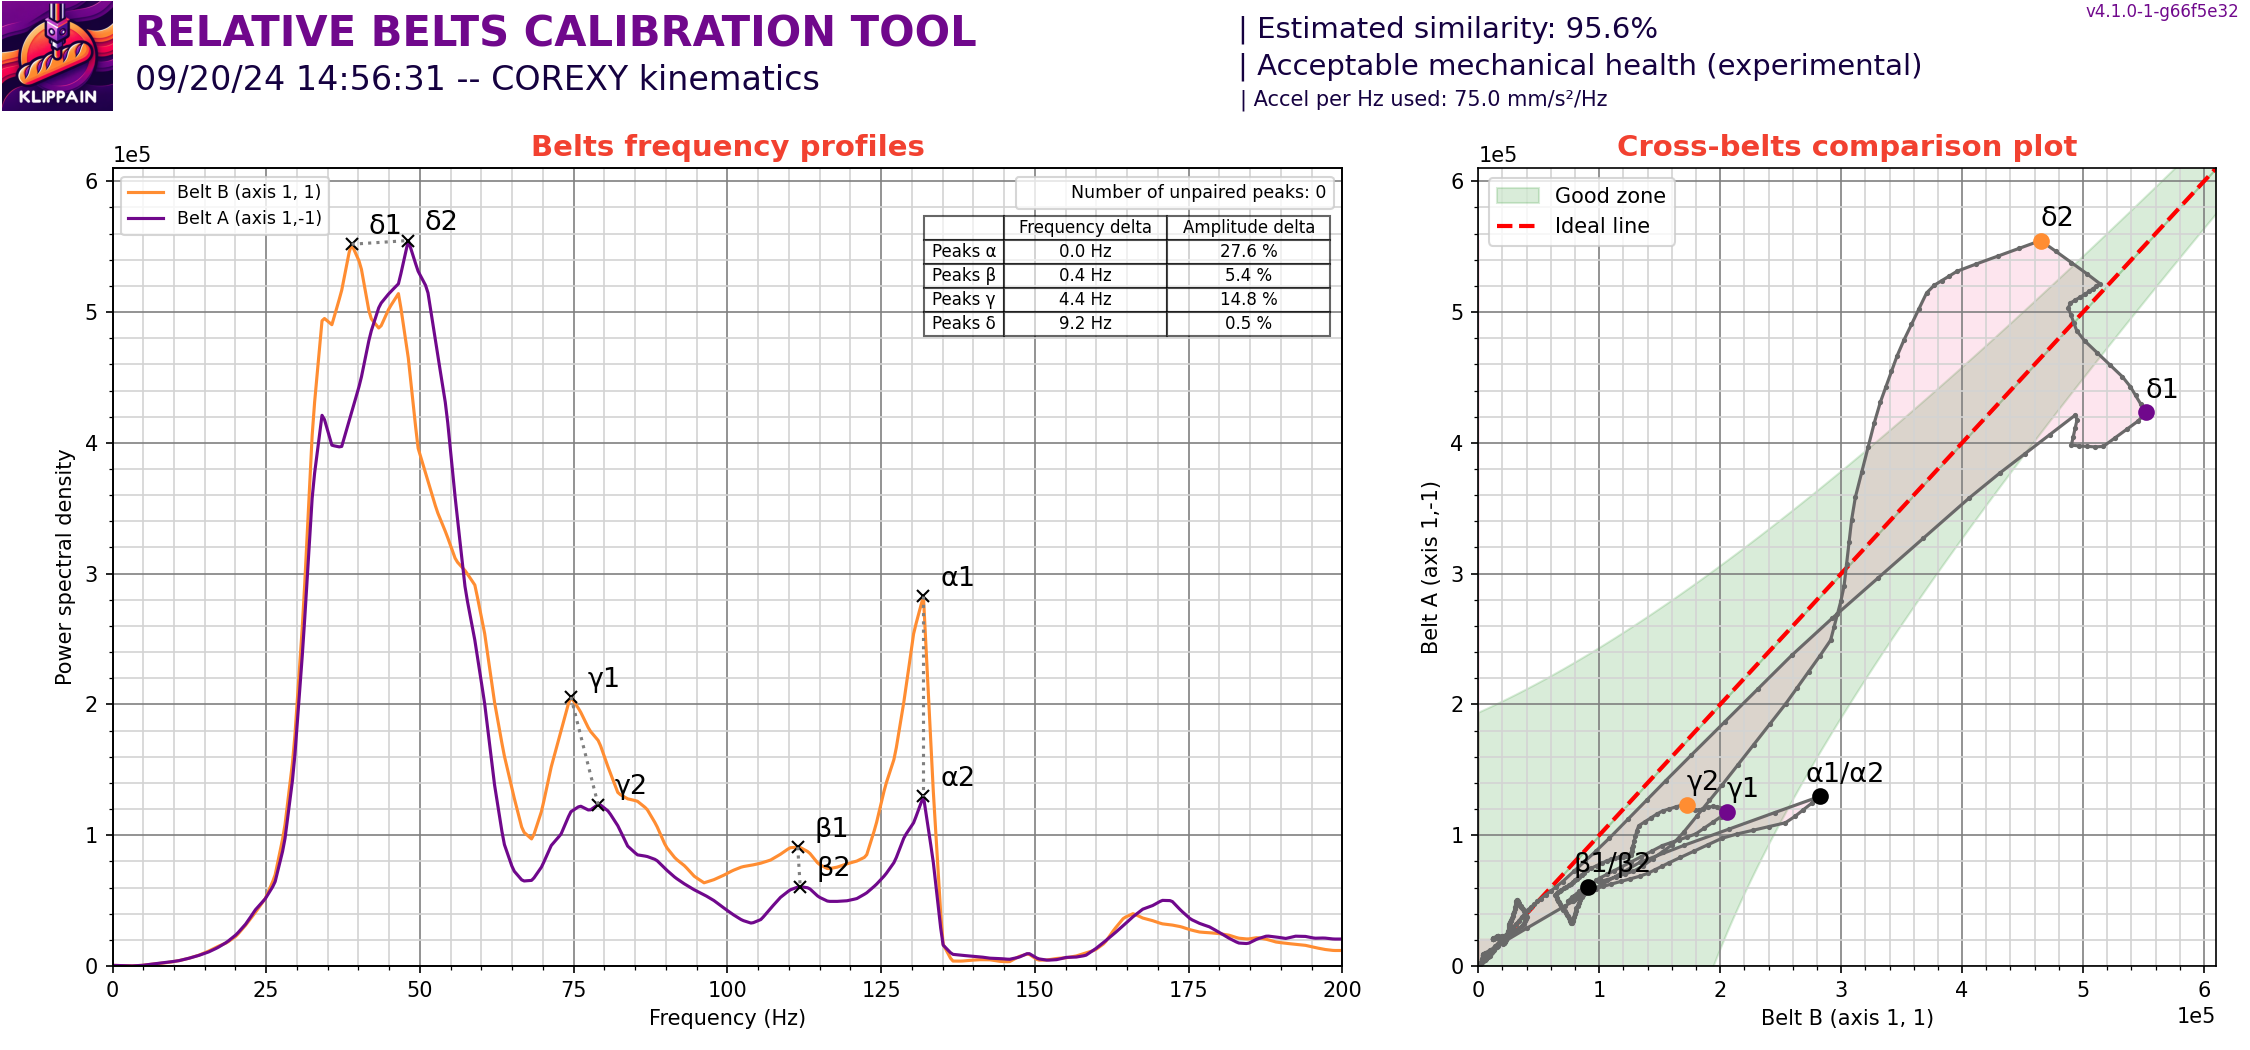 KLIPPAIN
RELATIVE BELTS CALIBRATION TOOL
09/20/24 14:56:31 -- COREXY kinematics
| Estimated similarity: 95.6%
| Acceptable mechanical health (experimental)
| Accel per Hz used: 75.0 mm/s²/Hz
v4.1.0-1-g66f5e32
Belts frequency profiles
1e5
Belt B (axis 1, 1)
Belt A (axis 1,-1)
Number of unpaired peaks: 0
Frequency delta Amplitude delta
Peaks α 0.0 Hz 27.6 %
Peaks β 0.4 Hz 5.4 %
Peaks γ 4.4 Hz 14.8 %
Peaks δ 9.2 Hz 0.5 %
δ1
δ2
γ1
γ2
β1
β2
α1
α2
6
5
4
3
2
1
0
Power spectral density
0 25 50 75 100 125 150 175 200
Frequency (Hz)
Cross-belts comparison plot
1e5
Good zone
Ideal line
δ2
δ1
γ2
γ1
α1/α2
β1/β2
6
5
4
3
2
1
0
Belt A (axis 1,-1)
0 1 2 3 4 5 6
Belt B (axis 1, 1)
1e5